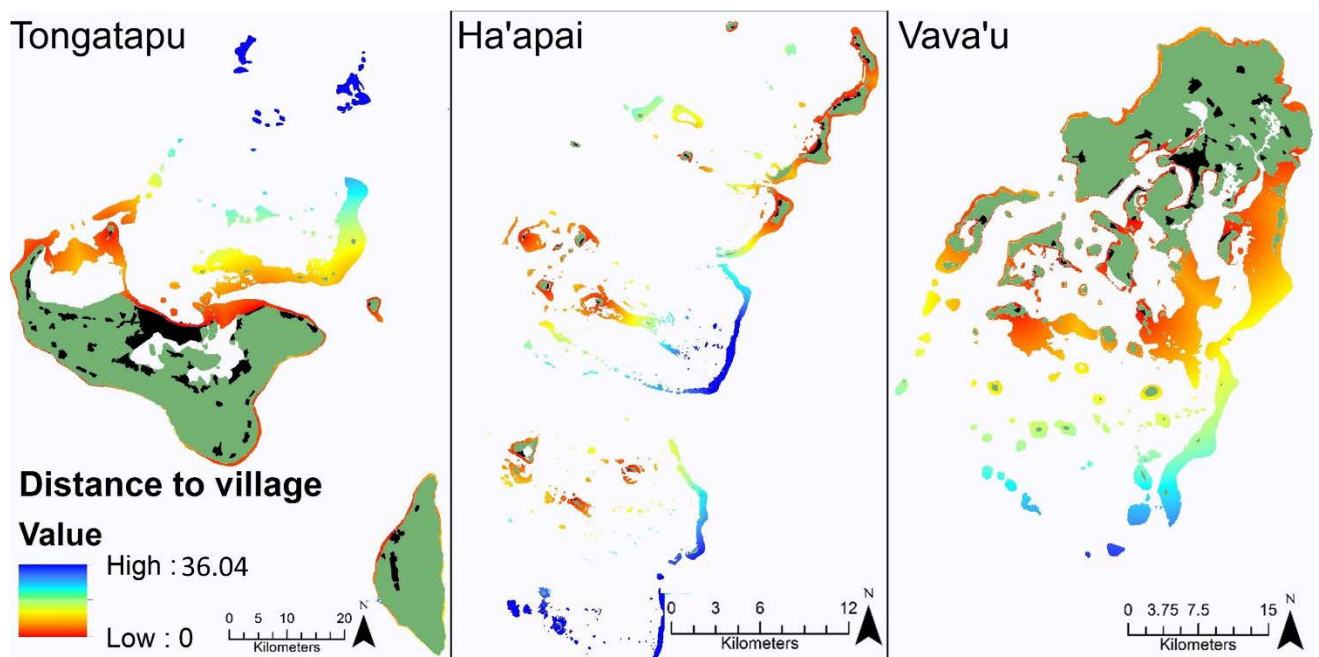 Tongatapu
Ha'apai
Vava'u
Distance to village
Value
High : 36.04
Low : 0
N
0 5 10 20
Kilometers
N
0 3 6 12
Kilometers
N
0 3.75 7.5 15
Kilometers